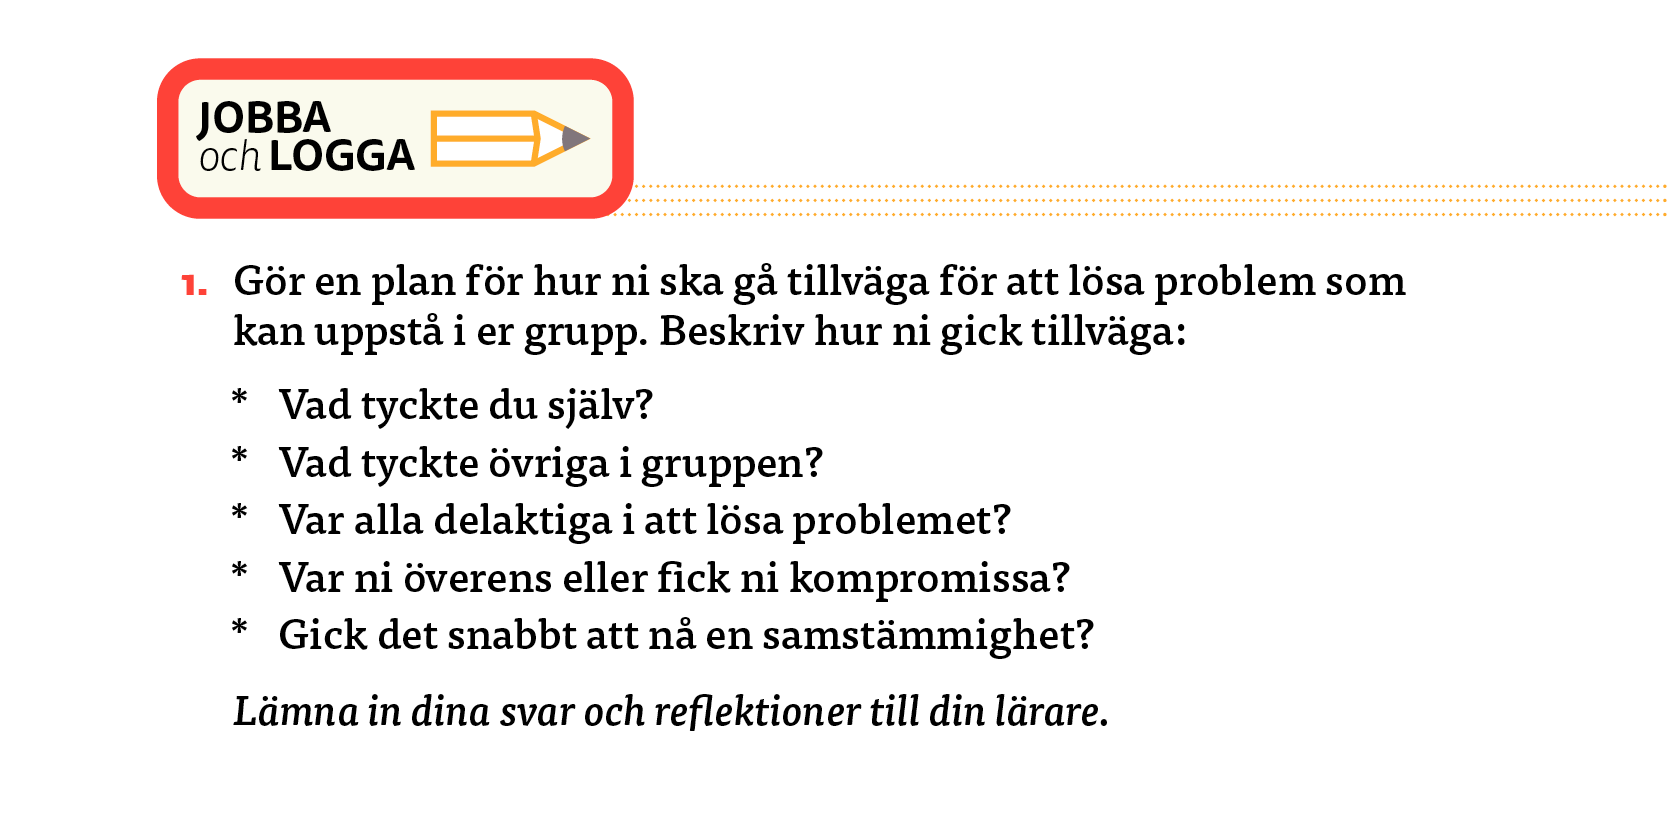 JOBBA
och LOGGA
1. Gör en plan för hur ni ska gå tillväga för att lösa problem som
kan uppstå i er grupp. Beskriv hur ni gick tillväga:
* Vad tyckte du själv?
* Vad tyckte övriga i gruppen?
* Var alla delaktiga i att lösa problemet?
* Var ni överens eller fick ni kompromissa?
* Gick det snabbt att nå en samstämmighet?
Lämna in dina svar och reflektioner till din lärare.